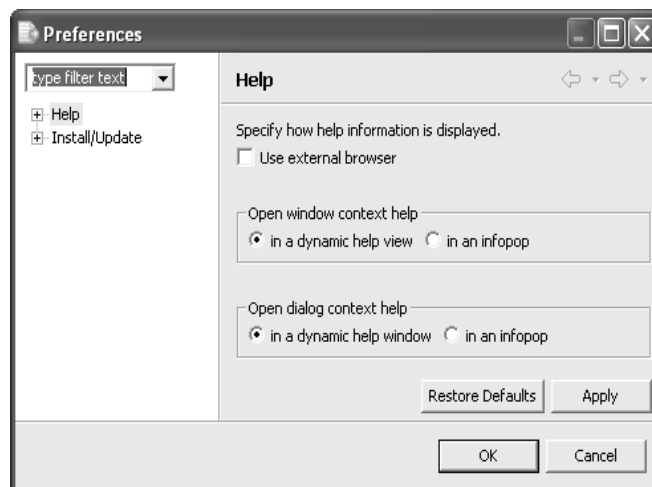 Preferences
type filter text
Help
Help
Install/Update
Specify how help information is displayed.
Use external browser
Open window context help
in a dynamic help view in an infopop
Open dialog context help
in a dynamic help window in an infopop
Restore Defaults Apply
OK Cancel